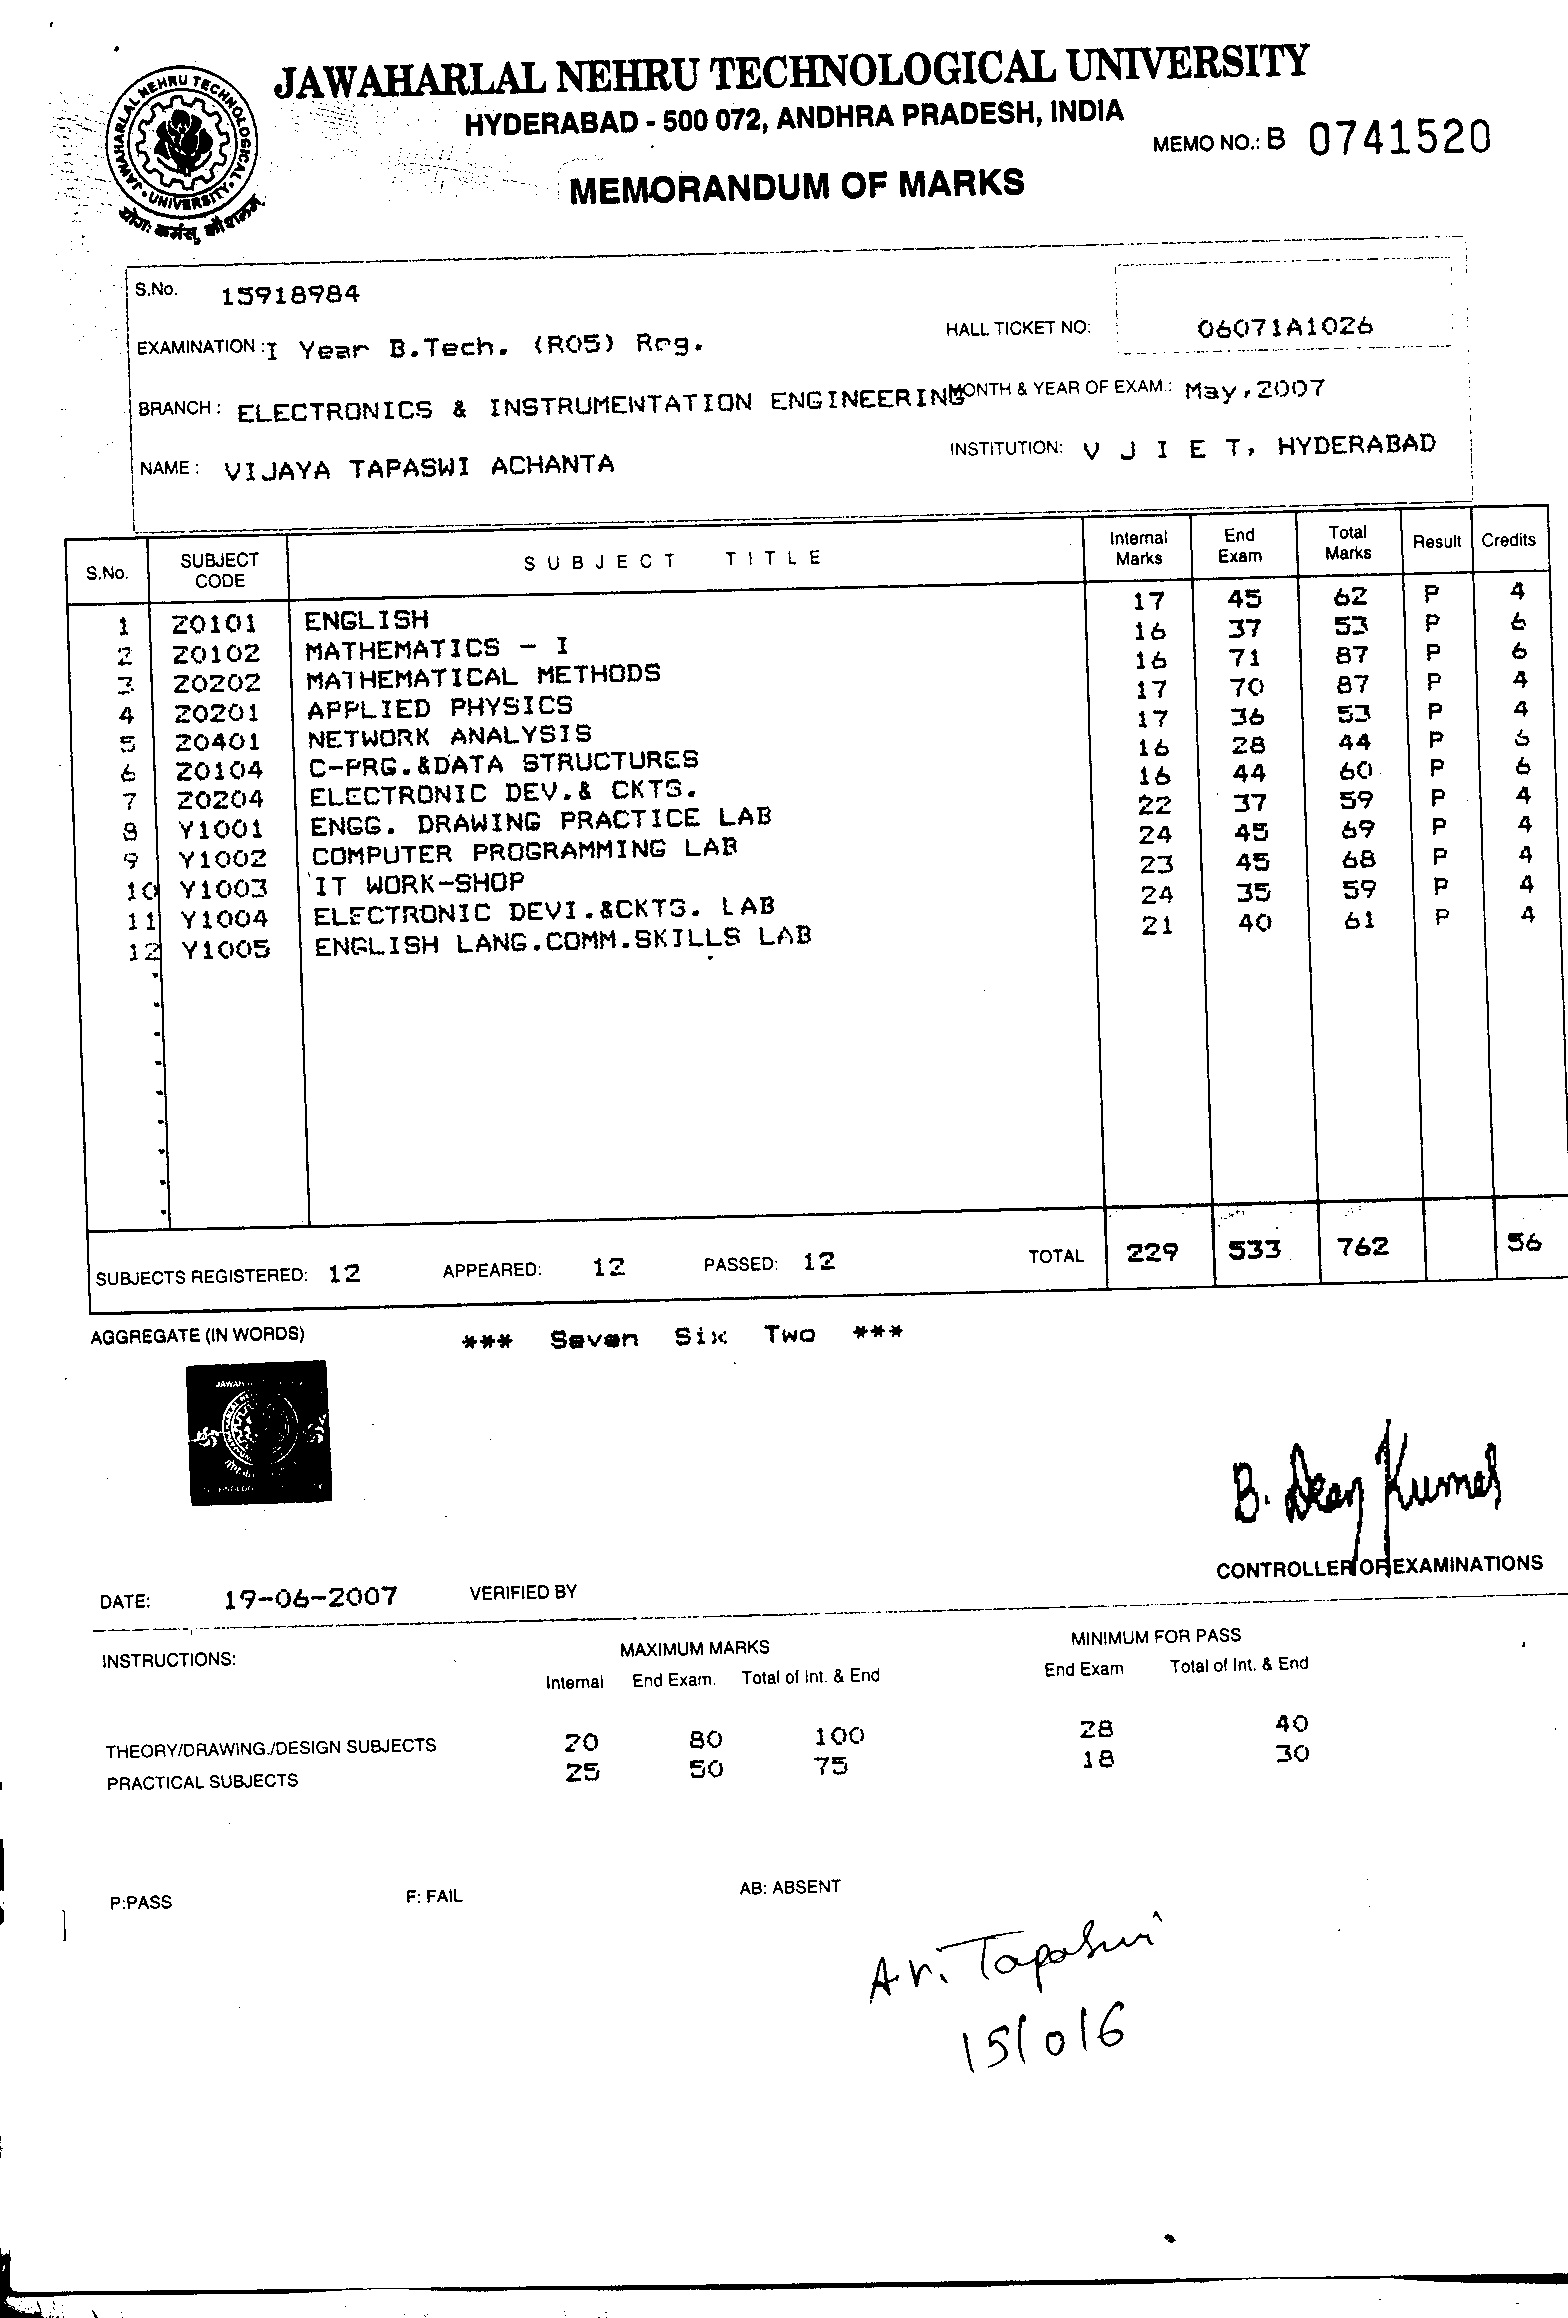 JAWAHARLAL NEHRU TECHNOLOGICAL UNIVERSITY
HYDERABAD - 500 072, ANDHRA PRADESH, INDIA
MEMO NO.: B 0741520
MEMORANDUM OF MARKS
JAWAHARLAL NEHRU TECHNOLOGICAL UNIVERSITY
योगः कर्मसु कौशलम्
S.No. 15918984
HALL TICKET NO: 06071A1026
EXAMINATION : I Year B.Tech. (R05) Reg.
BRANCH : ELECTRONICS & INSTRUMENTATION ENGINEERING MONTH & YEAR OF EXAM.: May,2007
NAME : VIJAYA TAPASWI ACHANTA INSTITUTION: V J I E T, HYDERABAD
S.No. SUBJECT CODE SUBJECT TITLE Internal Marks End Exam Total Marks Result Credits
1 Z0101 ENGLISH 17 45 62 P 4
2 Z0102 MATHEMATICS - I 16 37 53 P 6
3 Z0202 MATHEMATICAL METHODS 16 71 87 P 6
4 Z0201 APPLIED PHYSICS 17 70 87 P 4
5 Z0401 NETWORK ANALYSIS 17 36 53 P 4
6 Z0104 C-PRG.&DATA STRUCTURES 16 28 44 P 6
7 Z0204 ELECTRONIC DEV.& CKTS. 16 44 60 P 6
8 Y1001 ENGG. DRAWING PRACTICE LAB 22 37 59 P 4
9 Y1002 COMPUTER PROGRAMMING LAB 24 45 69 P 4
10 Y1003 IT WORK-SHOP 23 45 68 P 4
11 Y1004 ELECTRONIC DEVI.&CKTS. LAB 24 35 59 P 4
12 Y1005 ENGLISH LANG.COMM.SKILLS LAB 21 40 61 P 4
SUBJECTS REGISTERED: 12 APPEARED: 12 PASSED: 12 TOTAL 229 533 762 56
AGGREGATE (IN WORDS) *** Seven Six Two ***
B. Kumar
CONTROLLER OF EXAMINATIONS
DATE: 19-06-2007 VERIFIED BY
INSTRUCTIONS: MAXIMUM MARKS MINIMUM FOR PASS
Internal End Exam. Total of Int. & End End Exam Total of Int. & End
THEORY/DRAWING./DESIGN SUBJECTS 20 80 100 28 40
PRACTICAL SUBJECTS 25 50 75 18 30
P:PASS F: FAIL AB: ABSENT
A.V. Tapaswi